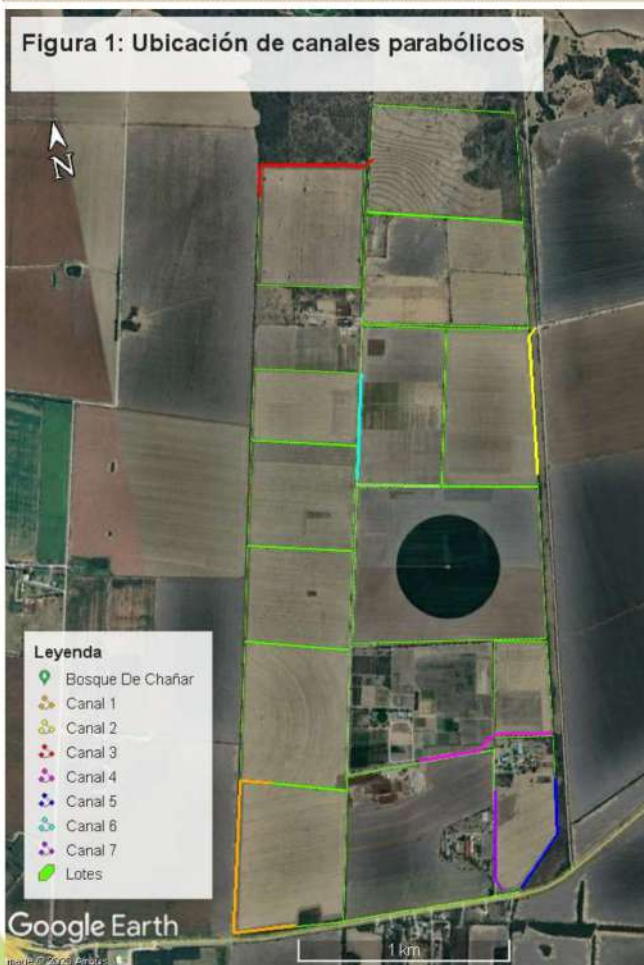 Figura 1: Ubicación de canales parabólicos
N
Leyenda
Bosque De Chañar
Canal 1
Canal 2
Canal 3
Canal 4
Canal 5
Canal 6
Canal 7
Lotes
Google Earth
1 km